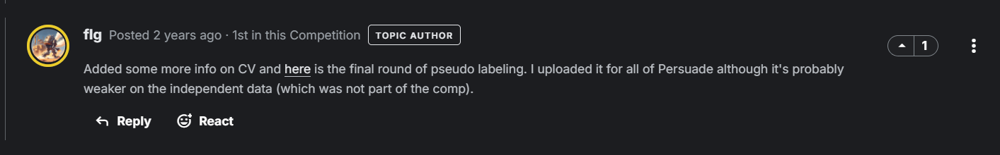 flg Posted 2 years ago · 1st in this Competition TOPIC AUTHOR
1
Added some more info on CV and here is the final round of pseudo labeling. I uploaded it for all of Persuade although it's probably
weaker on the independent data (which was not part of the comp).
Reply React